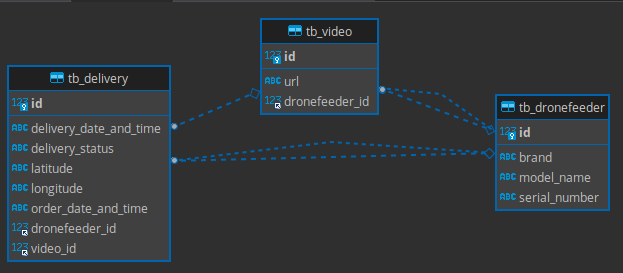 tb_video
123 id
ABC url
123 dronefeeder_id
tb_delivery
123 id
ABC delivery_date_and_time
ABC delivery_status
ABC latitude
ABC longitude
ABC order_date_and_time
123 dronefeeder_id
123 video_id
tb_dronefeeder
123 id
ABC brand
ABC model_name
ABC serial_number